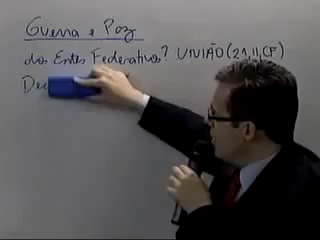 Guerra e Paz
dos Entes Federativos? UNIÃO (21, II, CF)
De